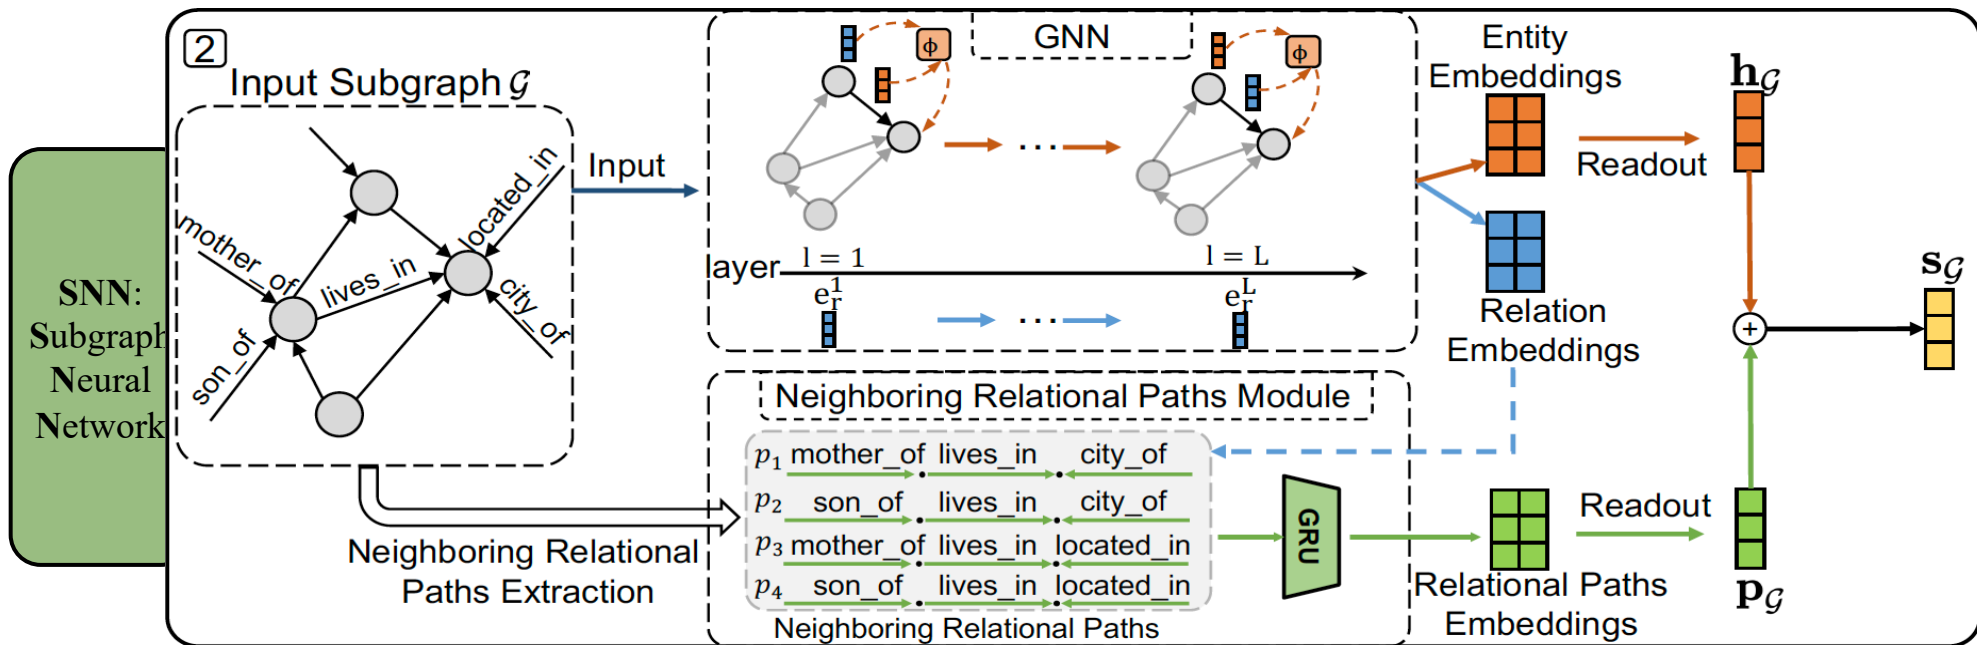 2
Input Subgraph 𝒢
SNN:
Subgraph
Neural
Network
mother_of
son_of
lives_in
located_in
city_of
Input
GNN
ϕ
ϕ
...
layer
l = 1
l = L
e_r^1
...
e_r^L
Entity
Embeddings
Relation
Embeddings
Readout
h_𝒢
+
s_𝒢
Neighboring Relational
Paths Extraction
Neighboring Relational Paths Module
p₁ mother_of lives_in city_of
p₂ son_of lives_in city_of
p₃ mother_of lives_in located_in
p₄ son_of lives_in located_in
Neighboring Relational Paths
GRU
Relational Paths
Embeddings
Readout
p_𝒢